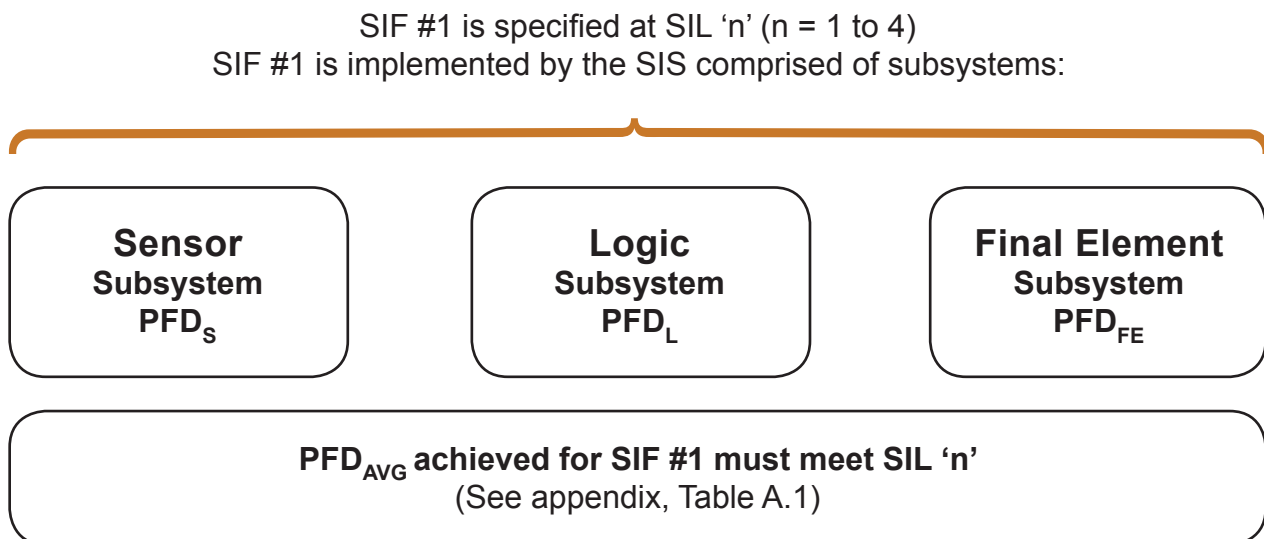 SIF #1 is specified at SIL ‘n’ (n = 1 to 4)
SIF #1 is implemented by the SIS comprised of subsystems:
Sensor
Subsystem
PFDS
Logic
Subsystem
PFDL
Final Element
Subsystem
PFDFE
PFDAVG achieved for SIF #1 must meet SIL ‘n’
(See appendix, Table A.1)